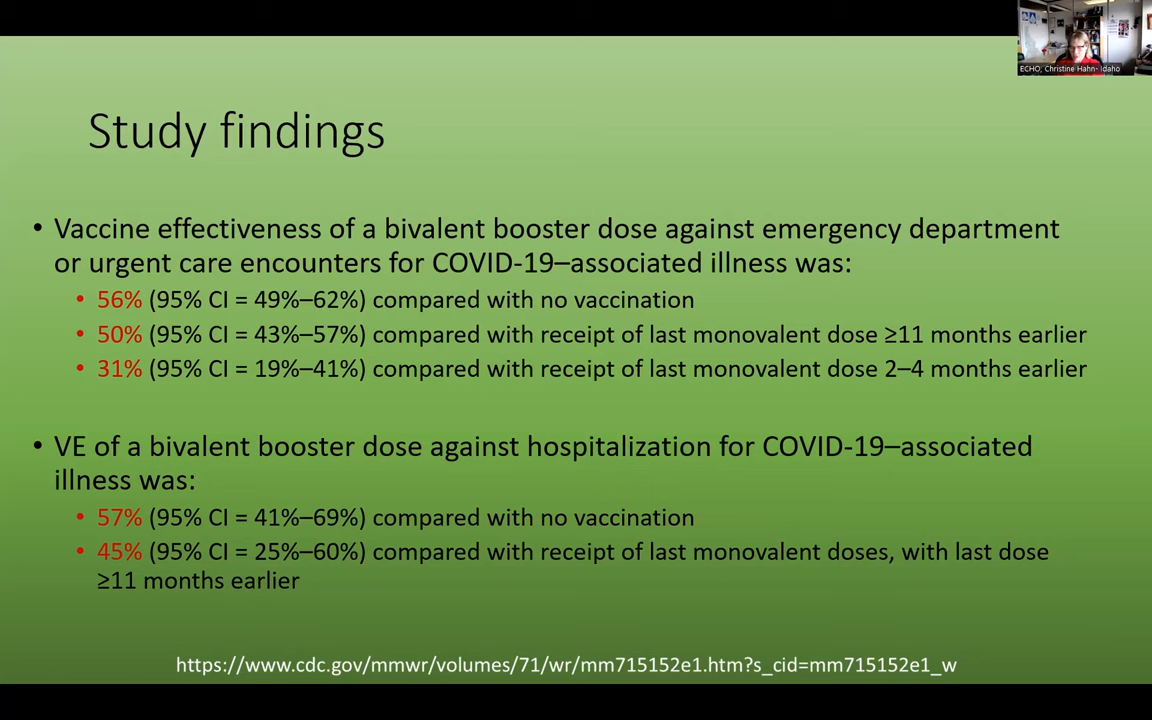 ECHO, Christine Hahn- Idaho
Study findings
• Vaccine effectiveness of a bivalent booster dose against emergency department
or urgent care encounters for COVID-19–associated illness was:
• 56% (95% CI = 49%–62%) compared with no vaccination
• 50% (95% CI = 43%–57%) compared with receipt of last monovalent dose ≥11 months earlier
• 31% (95% CI = 19%–41%) compared with receipt of last monovalent dose 2–4 months earlier
• VE of a bivalent booster dose against hospitalization for COVID-19–associated
illness was:
• 57% (95% CI = 41%–69%) compared with no vaccination
• 45% (95% CI = 25%–60%) compared with receipt of last monovalent doses, with last dose
≥11 months earlier
https://www.cdc.gov/mmwr/volumes/71/wr/mm715152e1.htm?s_cid=mm715152e1_w